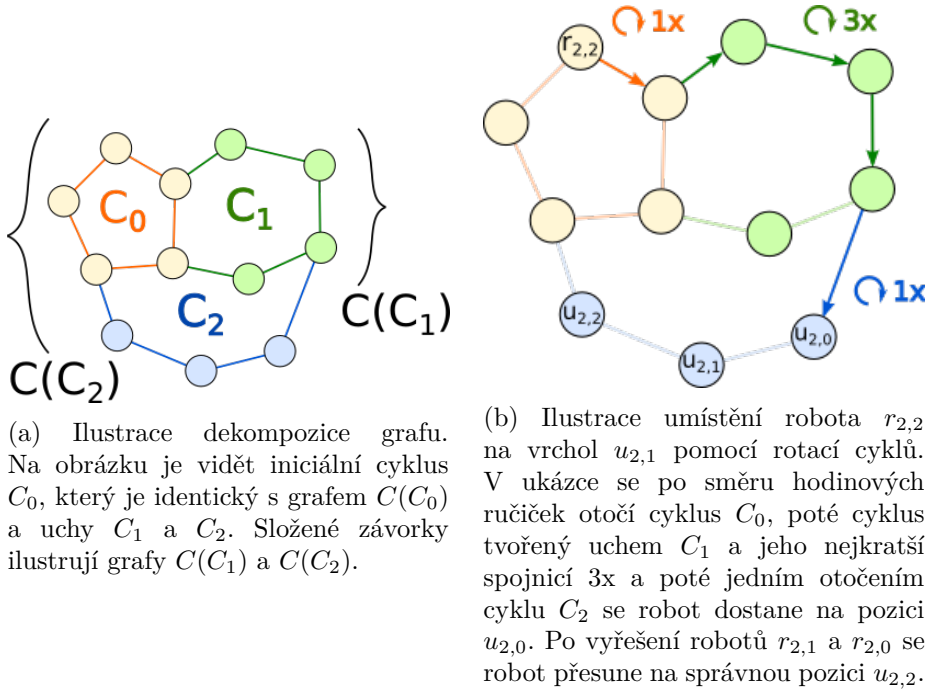 C₀
C₁
C₂
C(C₁)
C(C₂)
(a) Ilustrace dekompozice grafu.
Na obrázku je vidět iniciální cyklus
C₀, který je identický s grafem C(C₀)
a uchy C₁ a C₂. Složené závorky
ilustrují grafy C(C₁) a C(C₂).
1x
3x
r₂,₂
1x
u₂,₂
u₂,₀
u₂,₁
(b) Ilustrace umístění robota r₂,₂
na vrchol u₂,₁ pomocí rotací cyklů.
V ukázce se po směru hodinových
ručiček otočí cyklus C₀, poté cyklus
tvořený uchem C₁ a jeho nejkratší
spojnicí 3x a poté jedním otočením
cyklu C₂ se robot dostane na pozici
u₂,₀. Po vyřešení robotů r₂,₁ a r₂,₀ se
robot přesune na správnou pozici u₂,₂.